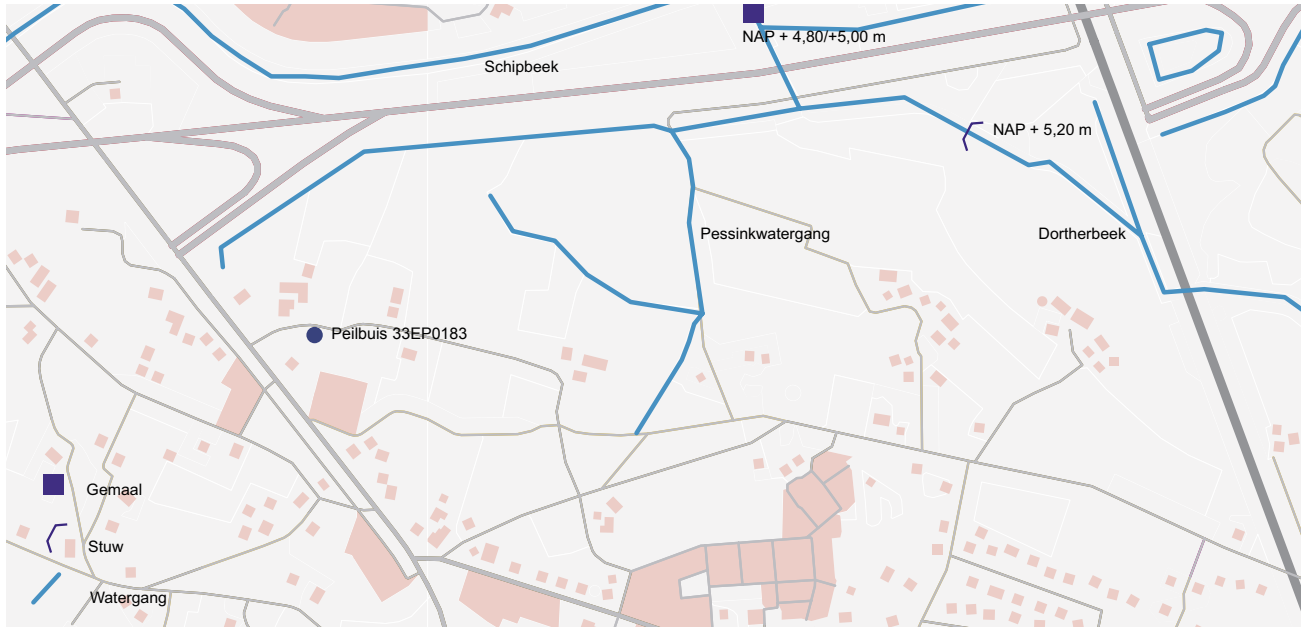 NAP + 4,80/+5,00 m
Schipbeek
NAP + 5,20 m
Pessinkwatergang
Dortherbeek
Peilbuis 33EP0183
Gemaal
Stuw
Watergang